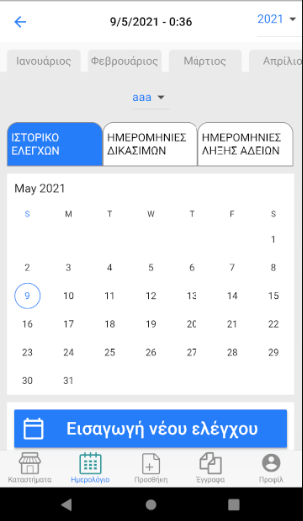 9/5/2021 - 0:36
2021
Ιανουάριος Φεβρουάριος Μάρτιος Απρίλιο
aaa
ΙΣΤΟΡΙΚΟ ΕΛΕΓΧΩΝ
ΗΜΕΡΟΜΗΝΙΕΣ ΔΙΚΑΣΙΜΩΝ
ΗΜΕΡΟΜΗΝΙΕΣ ΛΗΞΗΣ ΑΔΕΙΩΝ
May 2021
S M T W T F S
1
2 3 4 5 6 7 8
9 10 11 12 13 14 15
16 17 18 19 20 21 22
23 24 25 26 27 28 29
30 31
Εισαγωγή νέου ελέγχου
Καταστήματα Ημερολόγιο Προσθήκη Έγγραφα Προφίλ